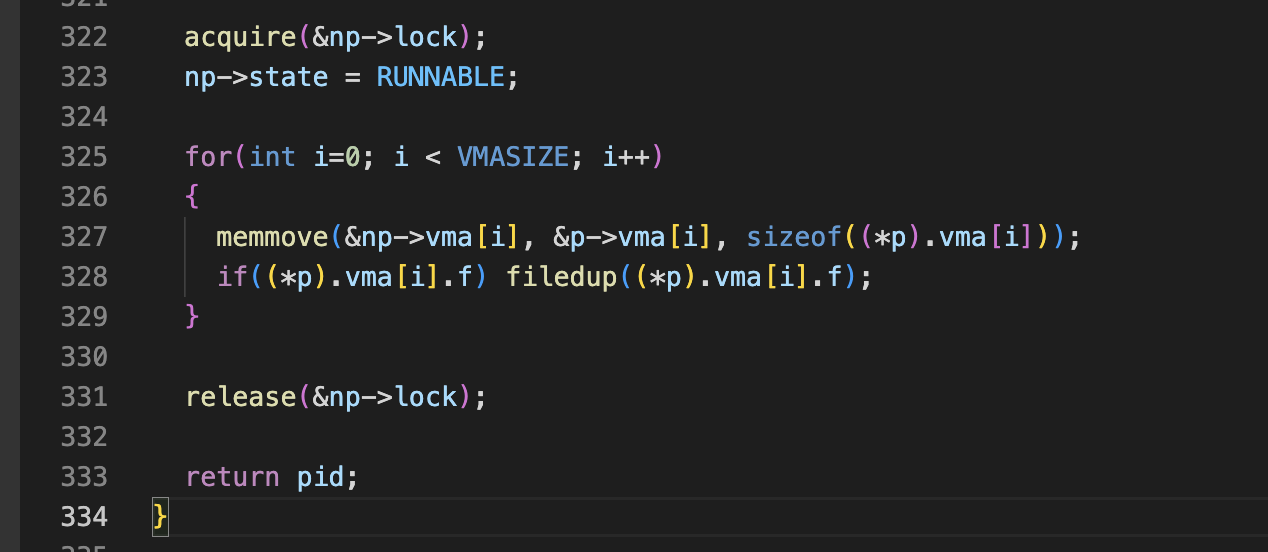 321
322 acquire(&np->lock);
323 np->state = RUNNABLE;
324
325 for(int i=0; i < VMASIZE; i++)
326 {
327 memmove(&np->vma[i], &p->vma[i], sizeof((*p).vma[i]));
328 if((*p).vma[i].f) filedup((*p).vma[i].f);
329 }
330
331 release(&np->lock);
332
333 return pid;
334 }
335